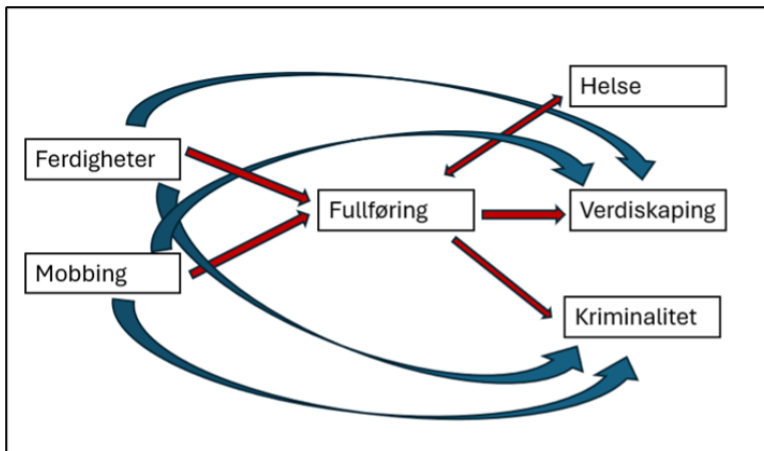 Helse
Ferdigheter
Fullføring
Verdiskaping
Mobbing
Kriminalitet